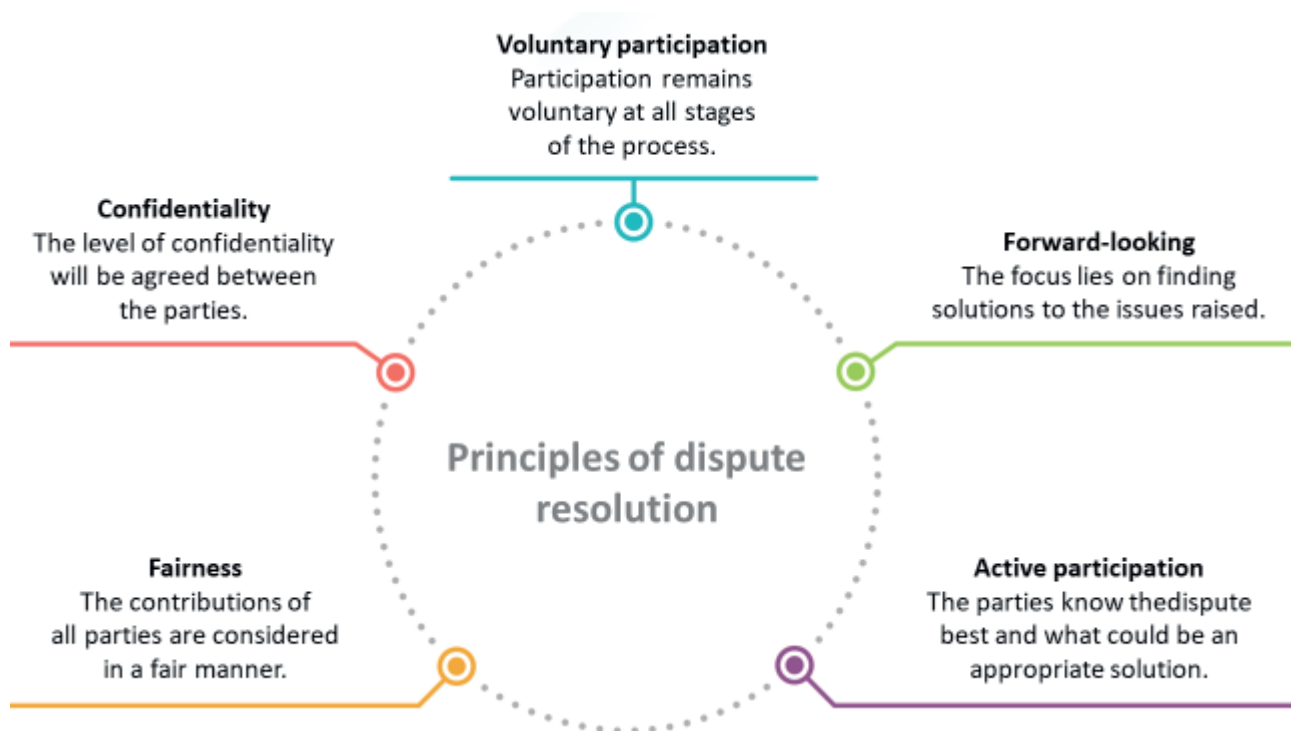 Voluntary participation
Participation remains
voluntary at all stages
of the process.
Confidentiality
The level of confidentiality
will be agreed between
the parties.
Forward-looking
The focus lies on finding
solutions to the issues raised.
Principles of dispute
resolution
Fairness
The contributions of
all parties are considered
in a fair manner.
Active participation
The parties know thedispute
best and what could be an
appropriate solution.